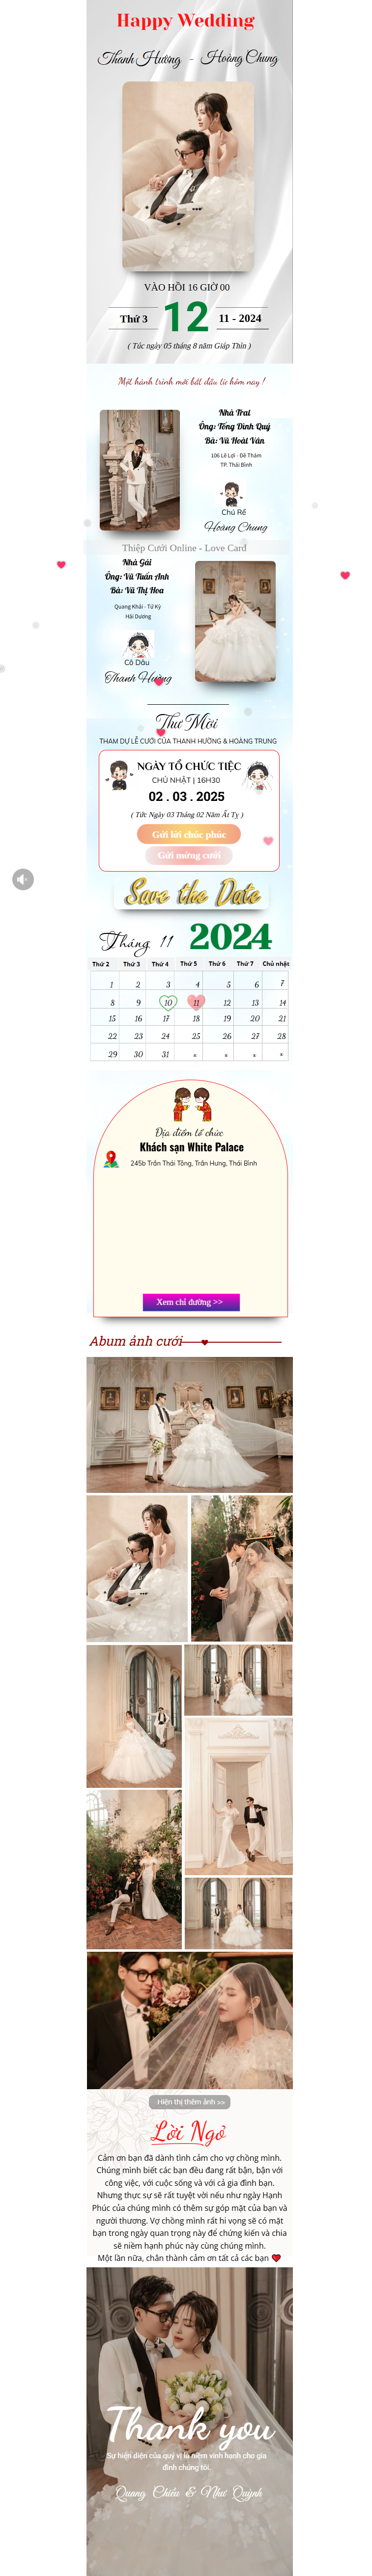 Happy Wedding
Thanh Hường - Hoàng Chung
VÀO HỒI 16 GIỜ 00
Thứ 3
12
11 - 2024
( Túc ngày 05 tháng 8 năm Giáp Thìn )
Một hành trình mới bắt đầu từ hôm nay !
Nhà Trai
Ông: Tống Đình Quý
Bà: Vũ Hoài Vân
106 Lê Lợi - Đề Thám
TP. Thái Bình
Chú Rể
Hoàng Chung
Thiệp Cưới Online - Love Card
Nhà Gái
Ông: Vũ Tuấn Anh
Bà: Vũ Thị Hoa
Quang Khải - Tứ Kỳ
Hải Dương
Cô Dâu
Thanh Hường
Thư Mời
THAM DỰ LỄ CƯỚI CỦA THANH HƯỜNG & HOÀNG TRUNG
NGÀY TỔ CHỨC TIỆC
CHỦ NHẬT | 16H30
02 . 03 . 2025
( Tức Ngày 03 Tháng 02 Năm Ất Tỵ )
Gửi lời chúc phúc
Gửi mừng cưới
Save the Date
Tháng 11 2024
Thứ 2 Thứ 3 Thứ 4 Thứ 5 Thứ 6 Thứ 7 Chủ nhật
1 2 3 4 5 6 7
8 9 10 11 12 13 14
15 16 17 18 19 20 21
22 23 24 25 26 27 28
29 30 31
Địa điểm tổ chức
Khách sạn White Palace
245b Trần Thái Tông, Trần Hưng, Thái Bình
Xem chỉ đường >>
Abum ảnh cưới
Hiện thị thêm ảnh >>
Lời Ngỏ
Cảm ơn bạn đã dành tình cảm cho vợ chồng mình.
Chúng mình biết các bạn đều đang rất bận, bận với
công việc, với cuộc sống và với cả gia đình bạn.
Nhưng thực sự sẽ rất tuyệt vời nếu như ngày Hạnh
Phúc của chúng mình có thêm sự góp mặt của bạn và
người thương. Vợ chồng mình rất hi vọng sẽ có mặt
bạn trong ngày quan trọng này để chứng kiến và chia
sẽ niềm hạnh phúc này cùng chúng mình.
Một lần nữa, chân thành cảm ơn tất cả các bạn
Thank you
Sự hiện diện của quý vị là niềm vinh hạnh cho gia
đình chúng tôi.
Quang Chiều & Như Quỳnh